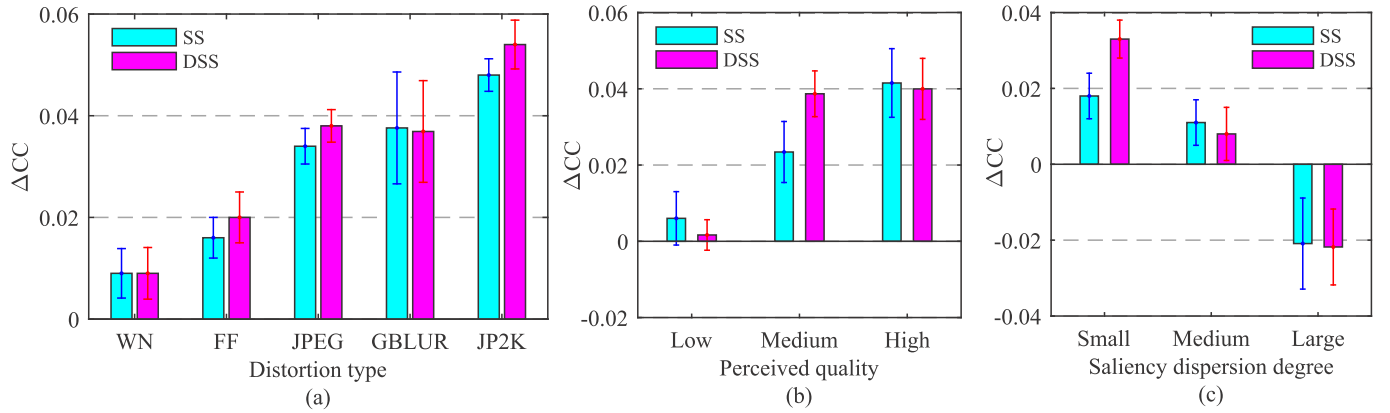 0.06
0.04
0.02
0
ΔCC
SS
DSS
WN FF JPEG GBLUR JP2K
Distortion type
(a)
0.06
0.04
0.02
0
-0.02
ΔCC
SS
DSS
Low Medium High
Perceived quality
(b)
0.04
0.02
0
-0.02
-0.04
ΔCC
SS
DSS
Small Medium Large
Saliency dispersion degree
(c)